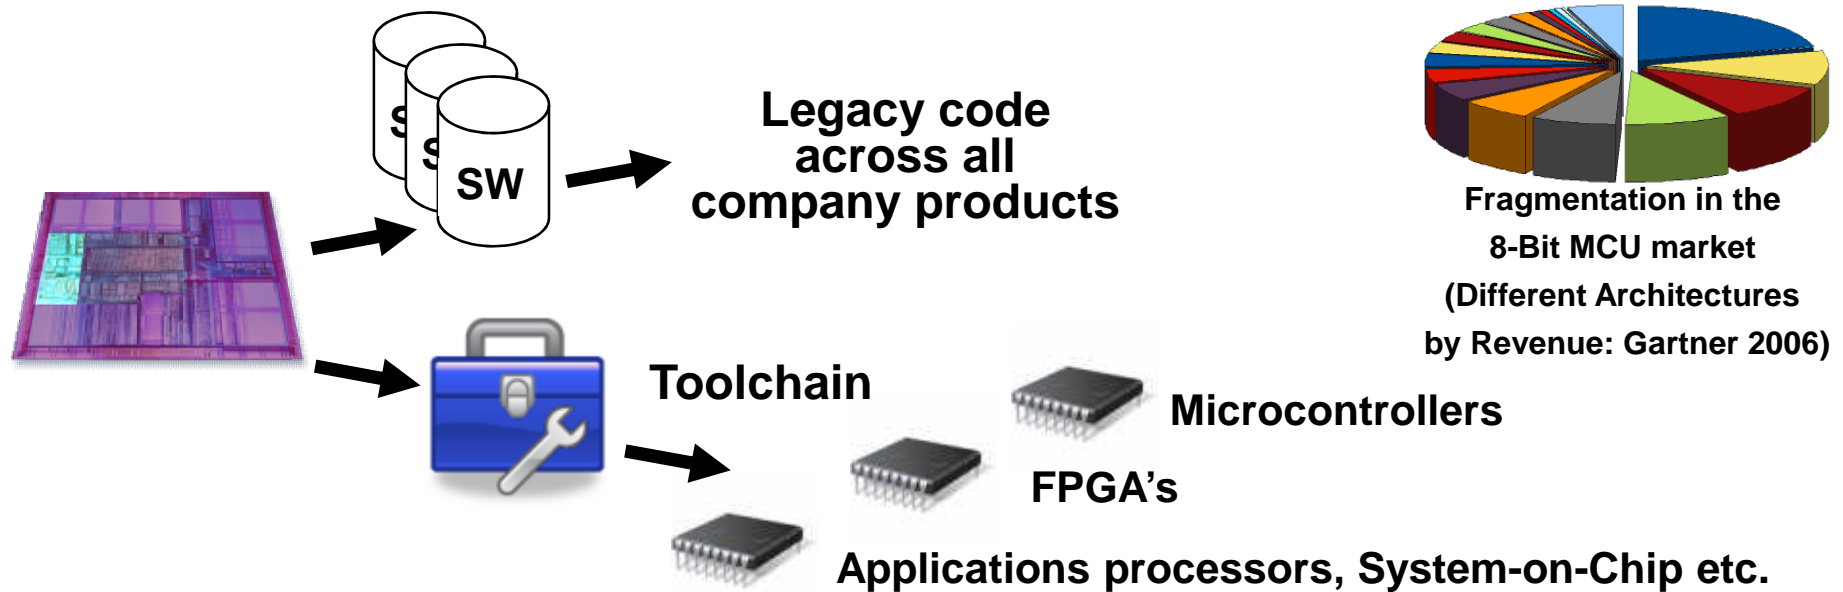 S
S
SW
Legacy code
across all
company products
Fragmentation in the
8-Bit MCU market
(Different Architectures
by Revenue: Gartner 2006)
Toolchain
Microcontrollers
FPGA's
Applications processors, System-on-Chip etc.